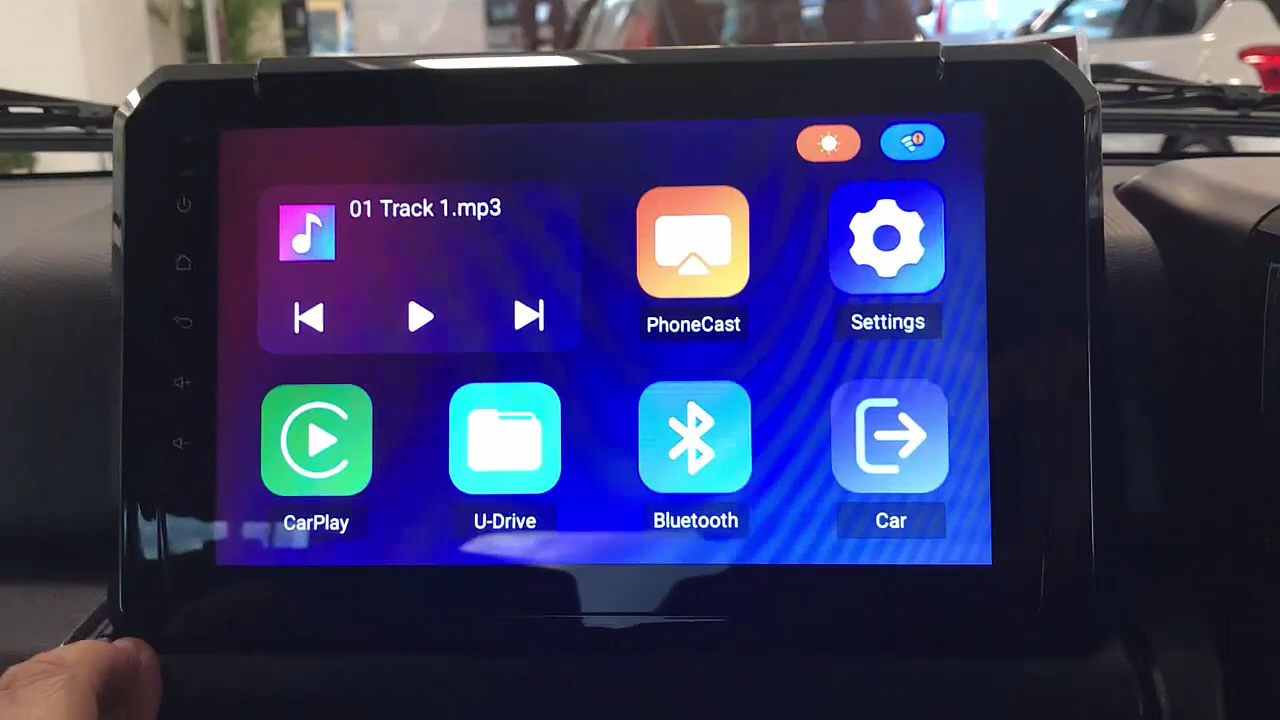 01 Track 1.mp3
PhoneCast
Settings
CarPlay
U-Drive
Bluetooth
Car